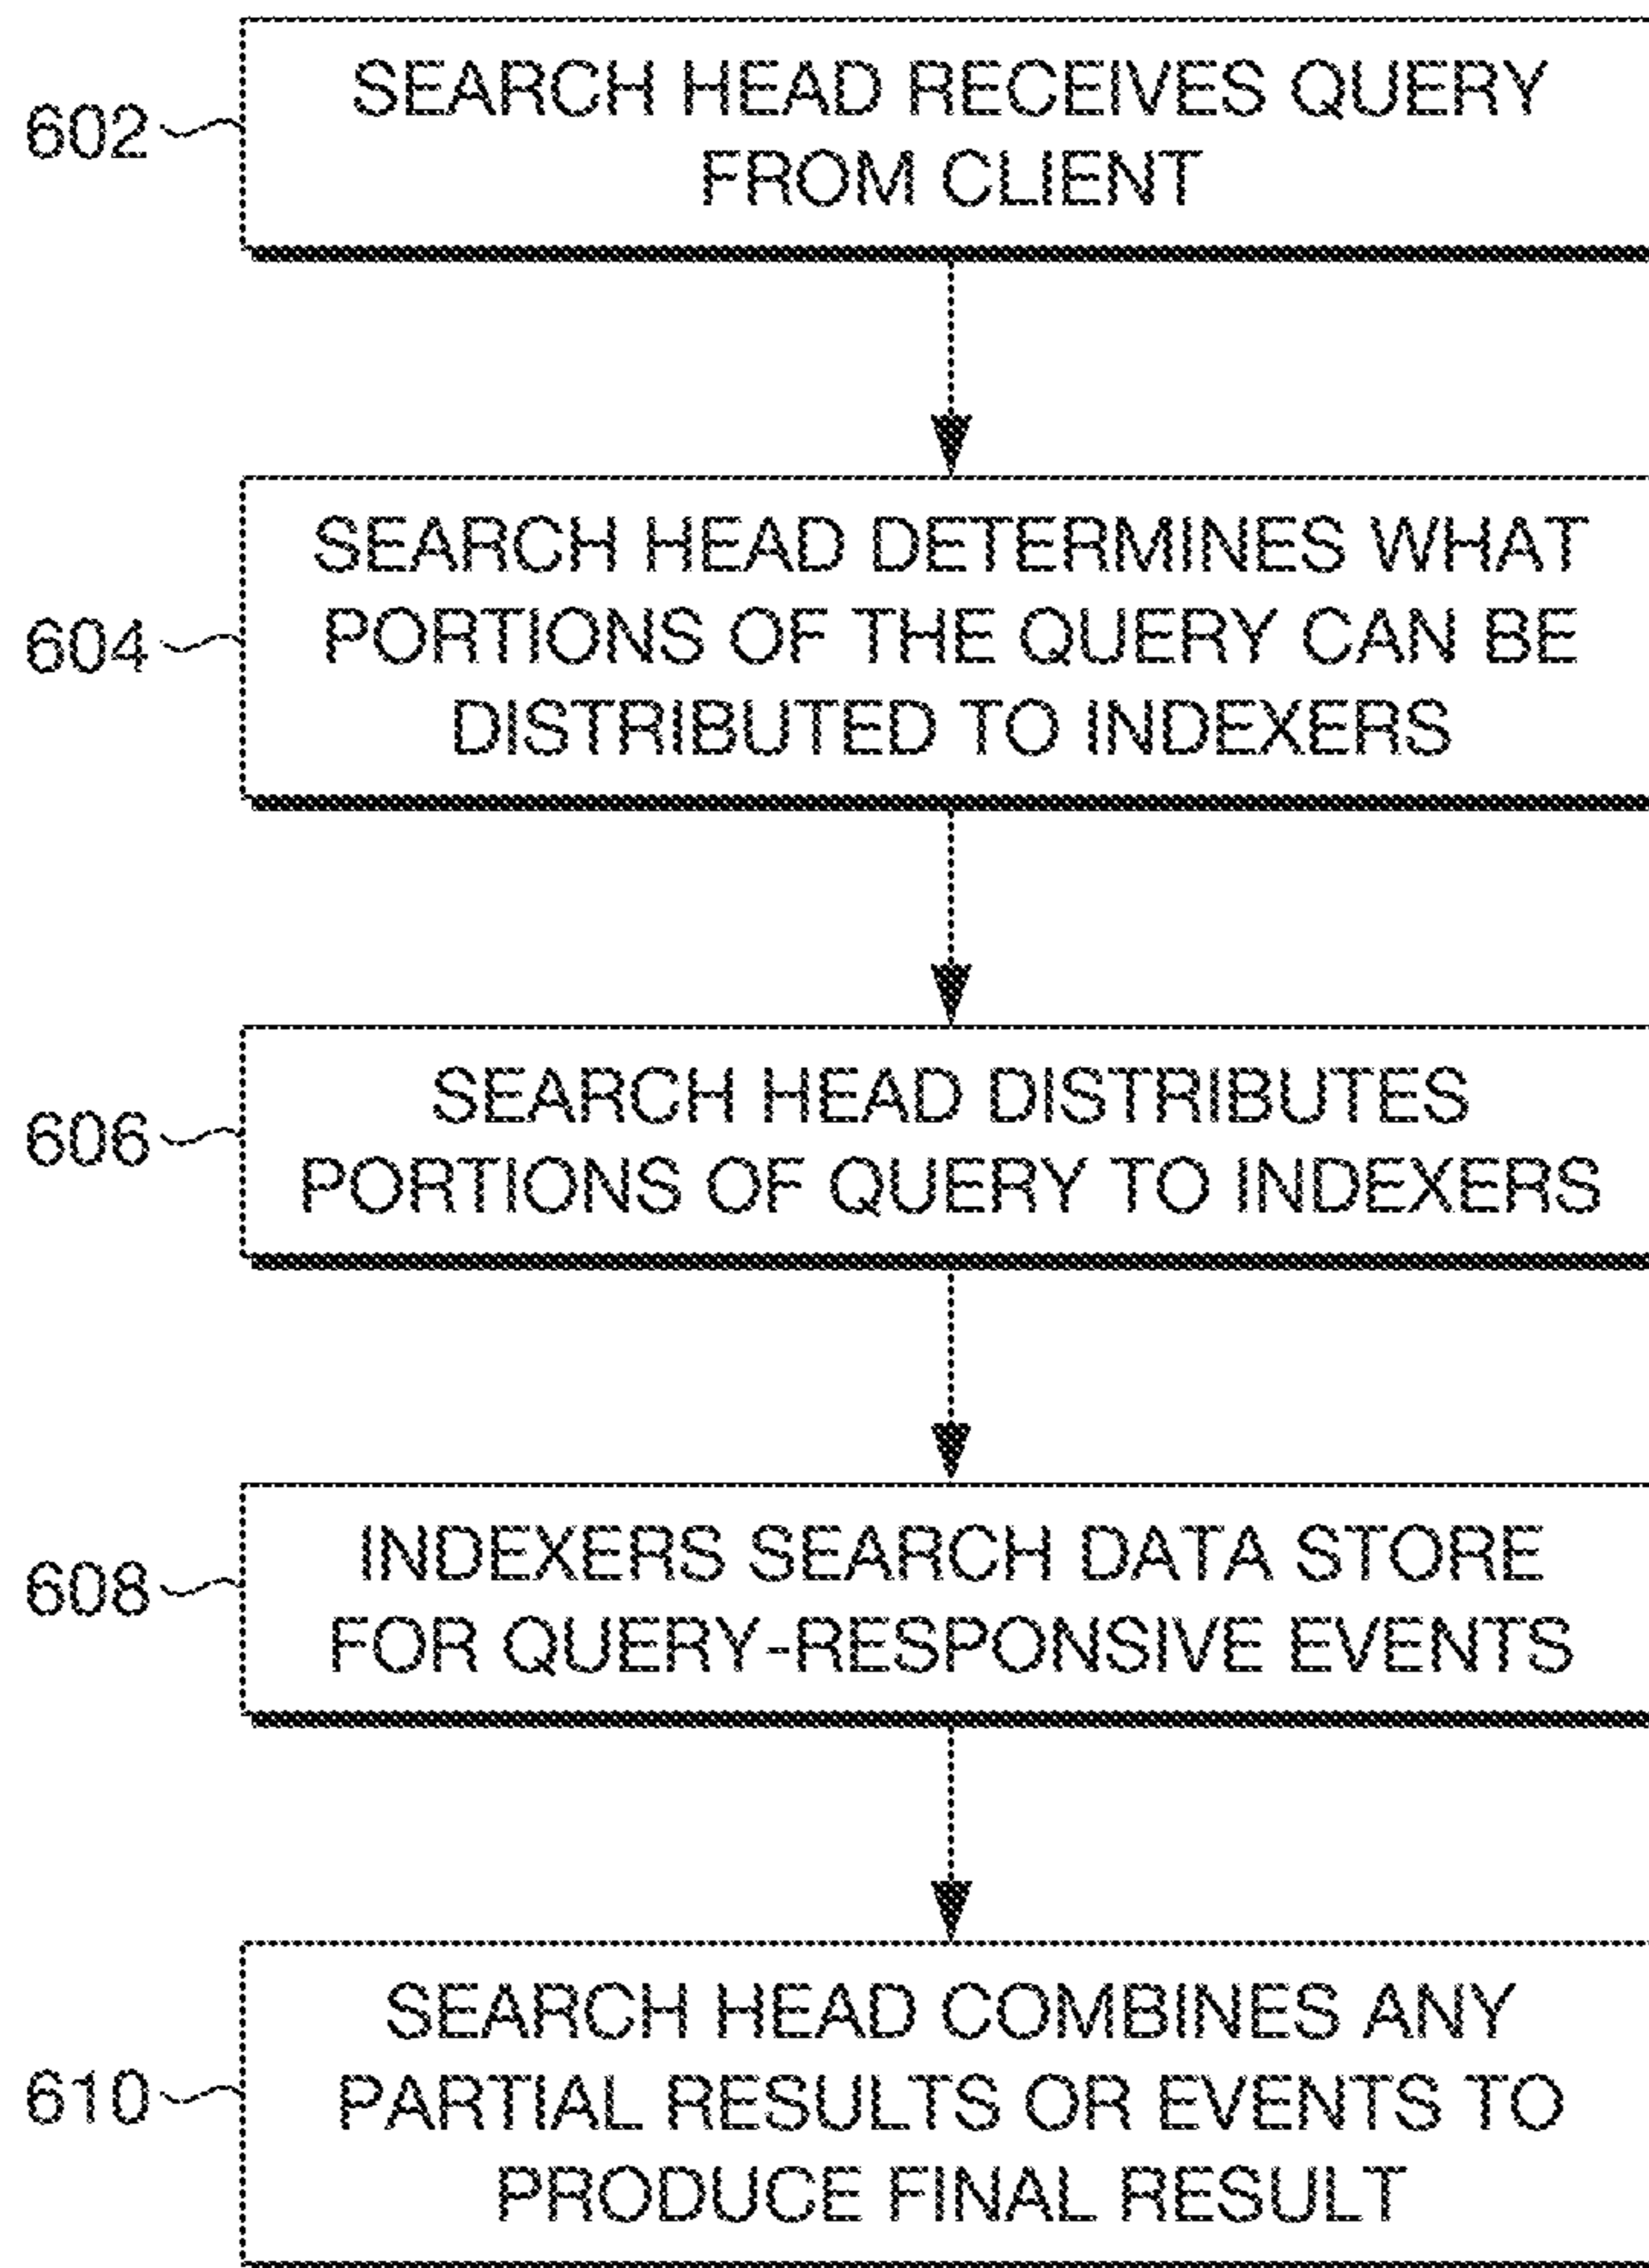 602
SEARCH HEAD RECEIVES QUERY
FROM CLIENT
604
SEARCH HEAD DETERMINES WHAT
PORTIONS OF THE QUERY CAN BE
DISTRIBUTED TO INDEXERS
606
SEARCH HEAD DISTRIBUTES
PORTIONS OF QUERY TO INDEXERS
608
INDEXERS SEARCH DATA STORE
FOR QUERY-RESPONSIVE EVENTS
610
SEARCH HEAD COMBINES ANY
PARTIAL RESULTS OR EVENTS TO
PRODUCE FINAL RESULT